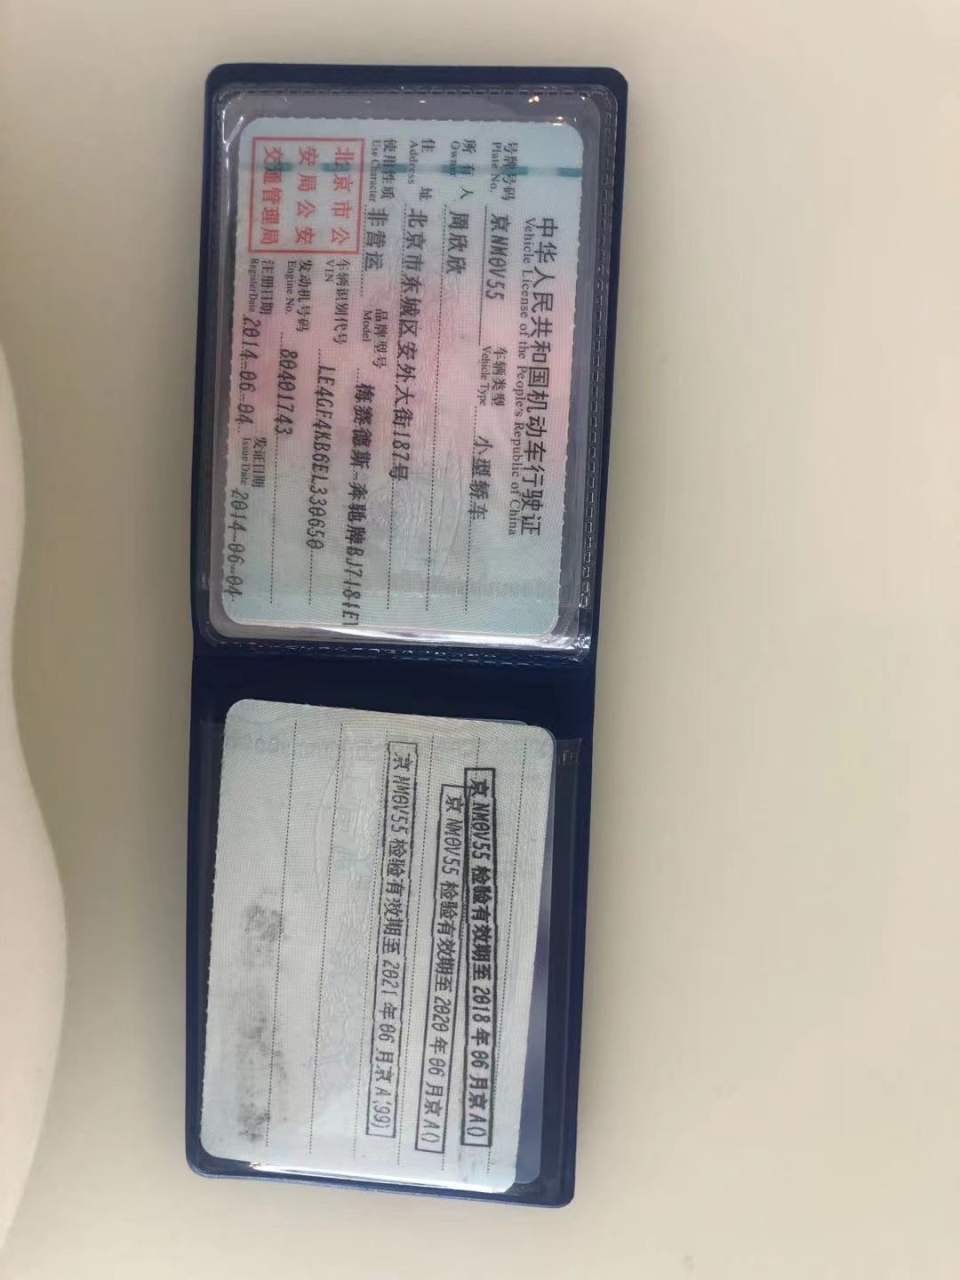 中华人民共和国机动车行驶证
Vehicle License of the People's Republic of China
号牌号码 京NM0V55 车辆类型 小型轿车
Plate No. Vehicle Type
所有人 周欣欣
Owner
住址 北京市东城区安外大街187号
Address
使用性质 非营运 品牌型号 梅赛德斯-奔驰牌BJ7181E
Use Character Model
北京市公 车辆识别代号 LE4GF4KB6EL330650
VIN
安局公安 发动机号码 80401743
Engine No.
交通管理局 注册日期 2014-06-04 发证日期 2014-06-04
Register Date Issue Date
京NM0V55 检验有效期至2018年06月京A()
京NM0V55 检验有效期至2020年06月京A()
京NM0V55 检验有效期至2021年06月京A(99)